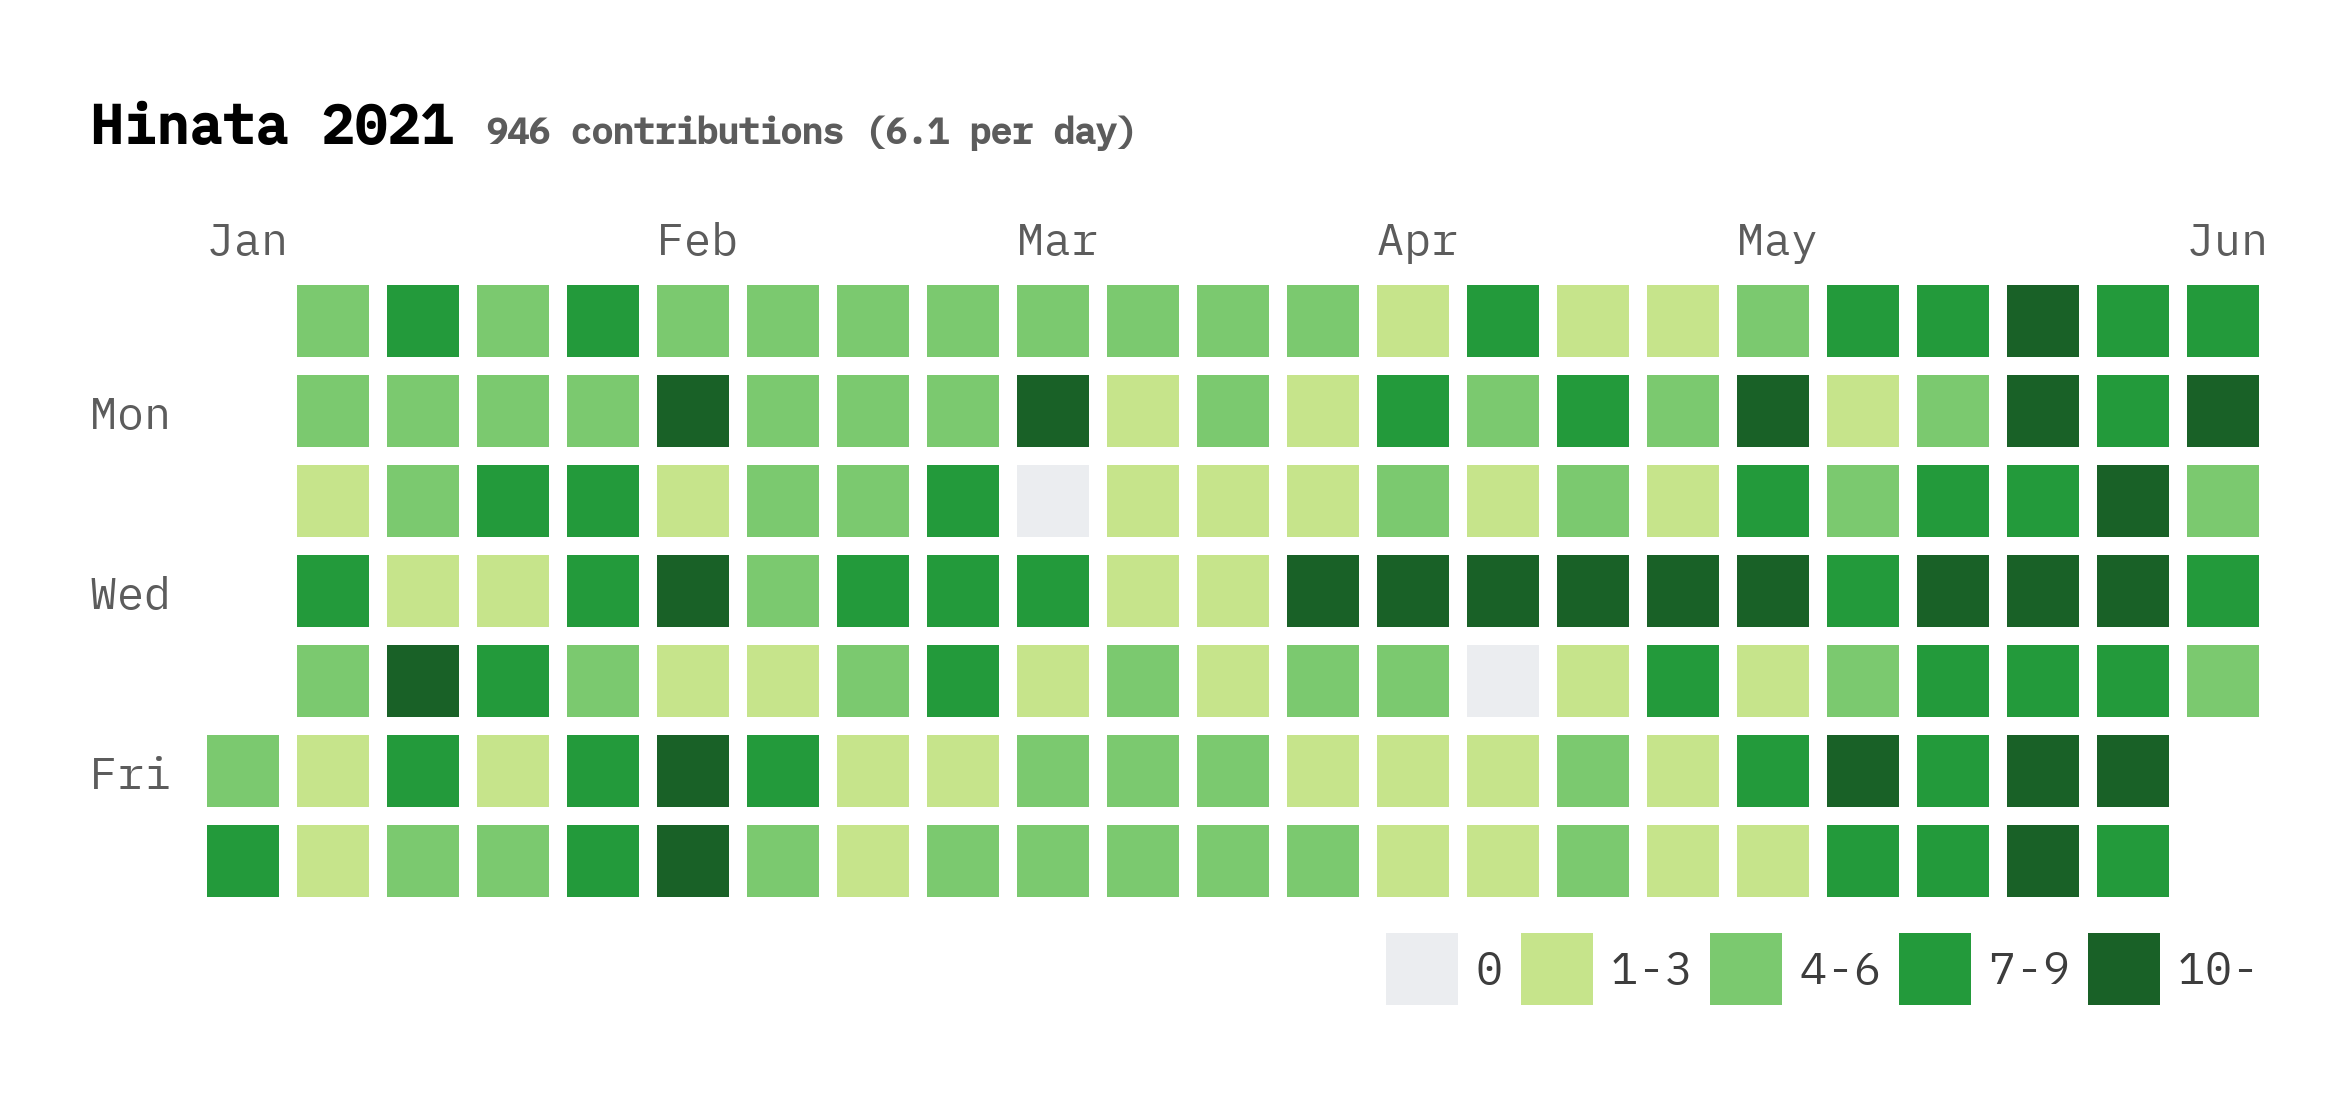 Hinata 2021 946 contributions (6.1 per day)
Jan Feb Mar Apr May Jun
Mon
Wed
Fri
0 1-3 4-6 7-9 10-